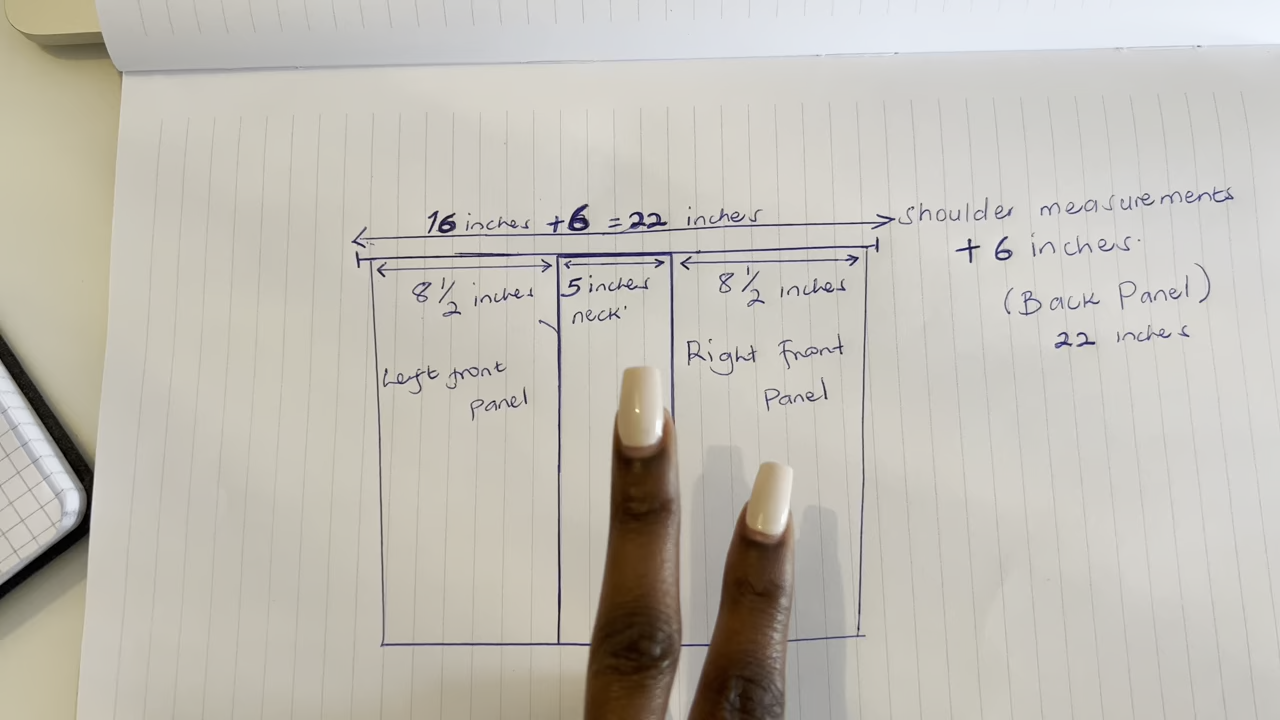 16 inches +6 = 22 inches
shoulder measurements
+ 6 inches.
(Back Panel)
22 inches
8 1/2 inches
5 inches
neck
8 1/2 inches
Left front
Panel
Right front
Panel